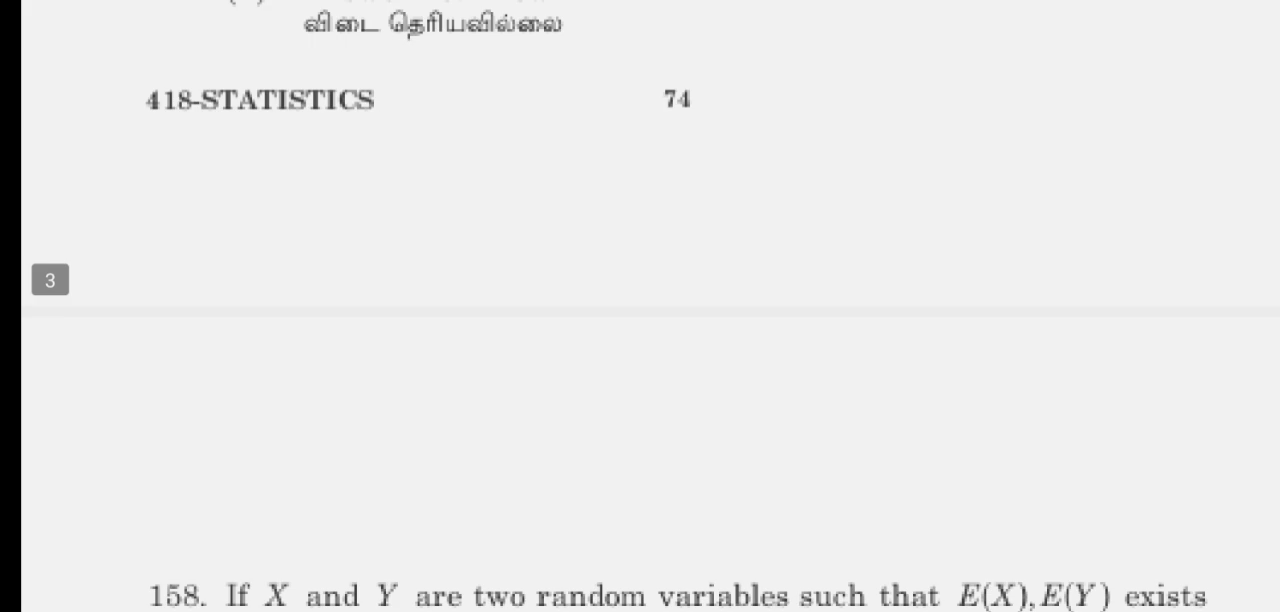 விடை தெரியவில்லை
418-STATISTICS 74
3
158. If X and Y are two random variables such that E(X), E(Y) exists